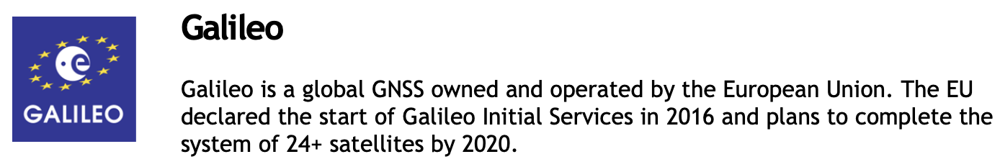 Galileo
GALILEO
Galileo is a global GNSS owned and operated by the European Union. The EU
declared the start of Galileo Initial Services in 2016 and plans to complete the
system of 24+ satellites by 2020.